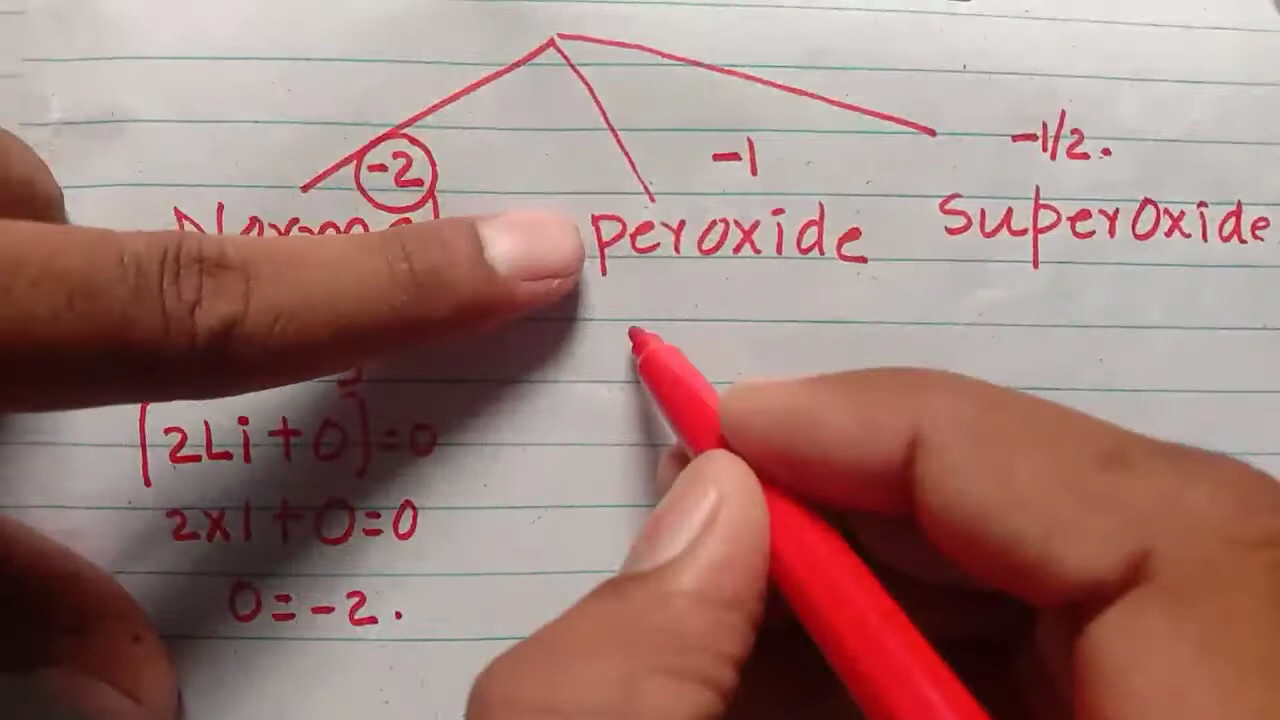 -2 -1 -1/2.
peroxide superoxide
[2Li+O]=0
2x1+O=0
O=-2.